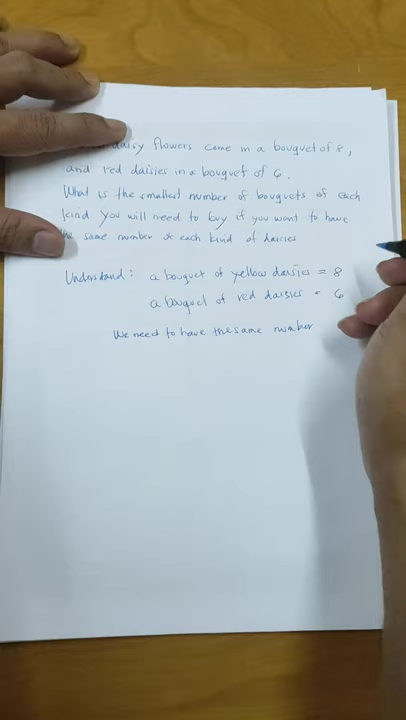 daisy flowers come in a bouquet of 8,
and red daisies in a bouquet of 6.
What is the smallest number of bouquets of each
kind you will need to buy if you want to have
the same number of each kind of daisies
Understand: a bouquet of yellow daisies = 8
a bouquet of red daisies = 6
We need to have the same number